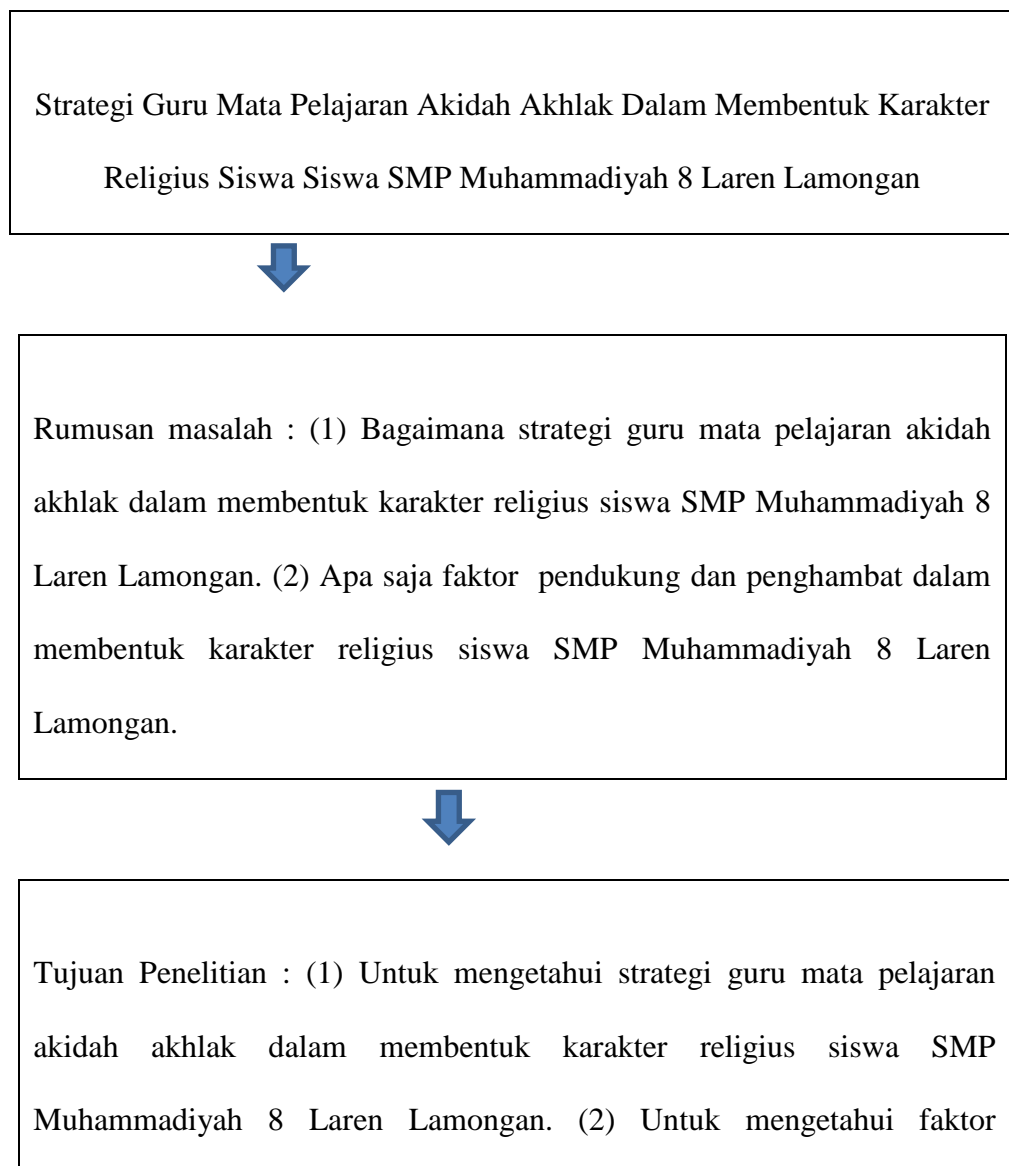 Strategi Guru Mata Pelajaran Akidah Akhlak Dalam Membentuk Karakter
Religius Siswa Siswa SMP Muhammadiyah 8 Laren Lamongan
Rumusan masalah : (1) Bagaimana strategi guru mata pelajaran akidah
akhlak dalam membentuk karakter religius siswa SMP Muhammadiyah 8
Laren Lamongan. (2) Apa saja faktor pendukung dan penghambat dalam
membentuk karakter religius siswa SMP Muhammadiyah 8 Laren
Lamongan.
Tujuan Penelitian : (1) Untuk mengetahui strategi guru mata pelajaran
akidah akhlak dalam membentuk karakter religius siswa SMP
Muhammadiyah 8 Laren Lamongan. (2) Untuk mengetahui faktor